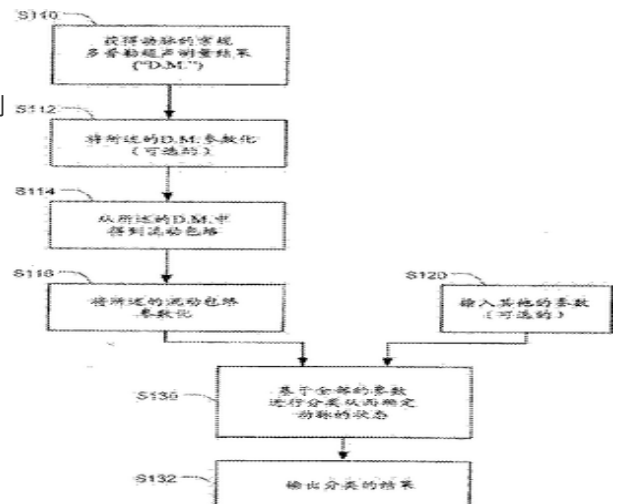 S110
获得动脉的常规
多普勒超声测量结果
("D.M.")
S112
将所述的D.M.参数化
(可选的)
S114
从所述的D.M.中
得到流动包络
S118
将所述的流动包络
参数化
S120
输入其他的参数
(可选的)
S130
基于全部的参数
进行分类从而确定
动脉的状态
S132
输出分类的结果